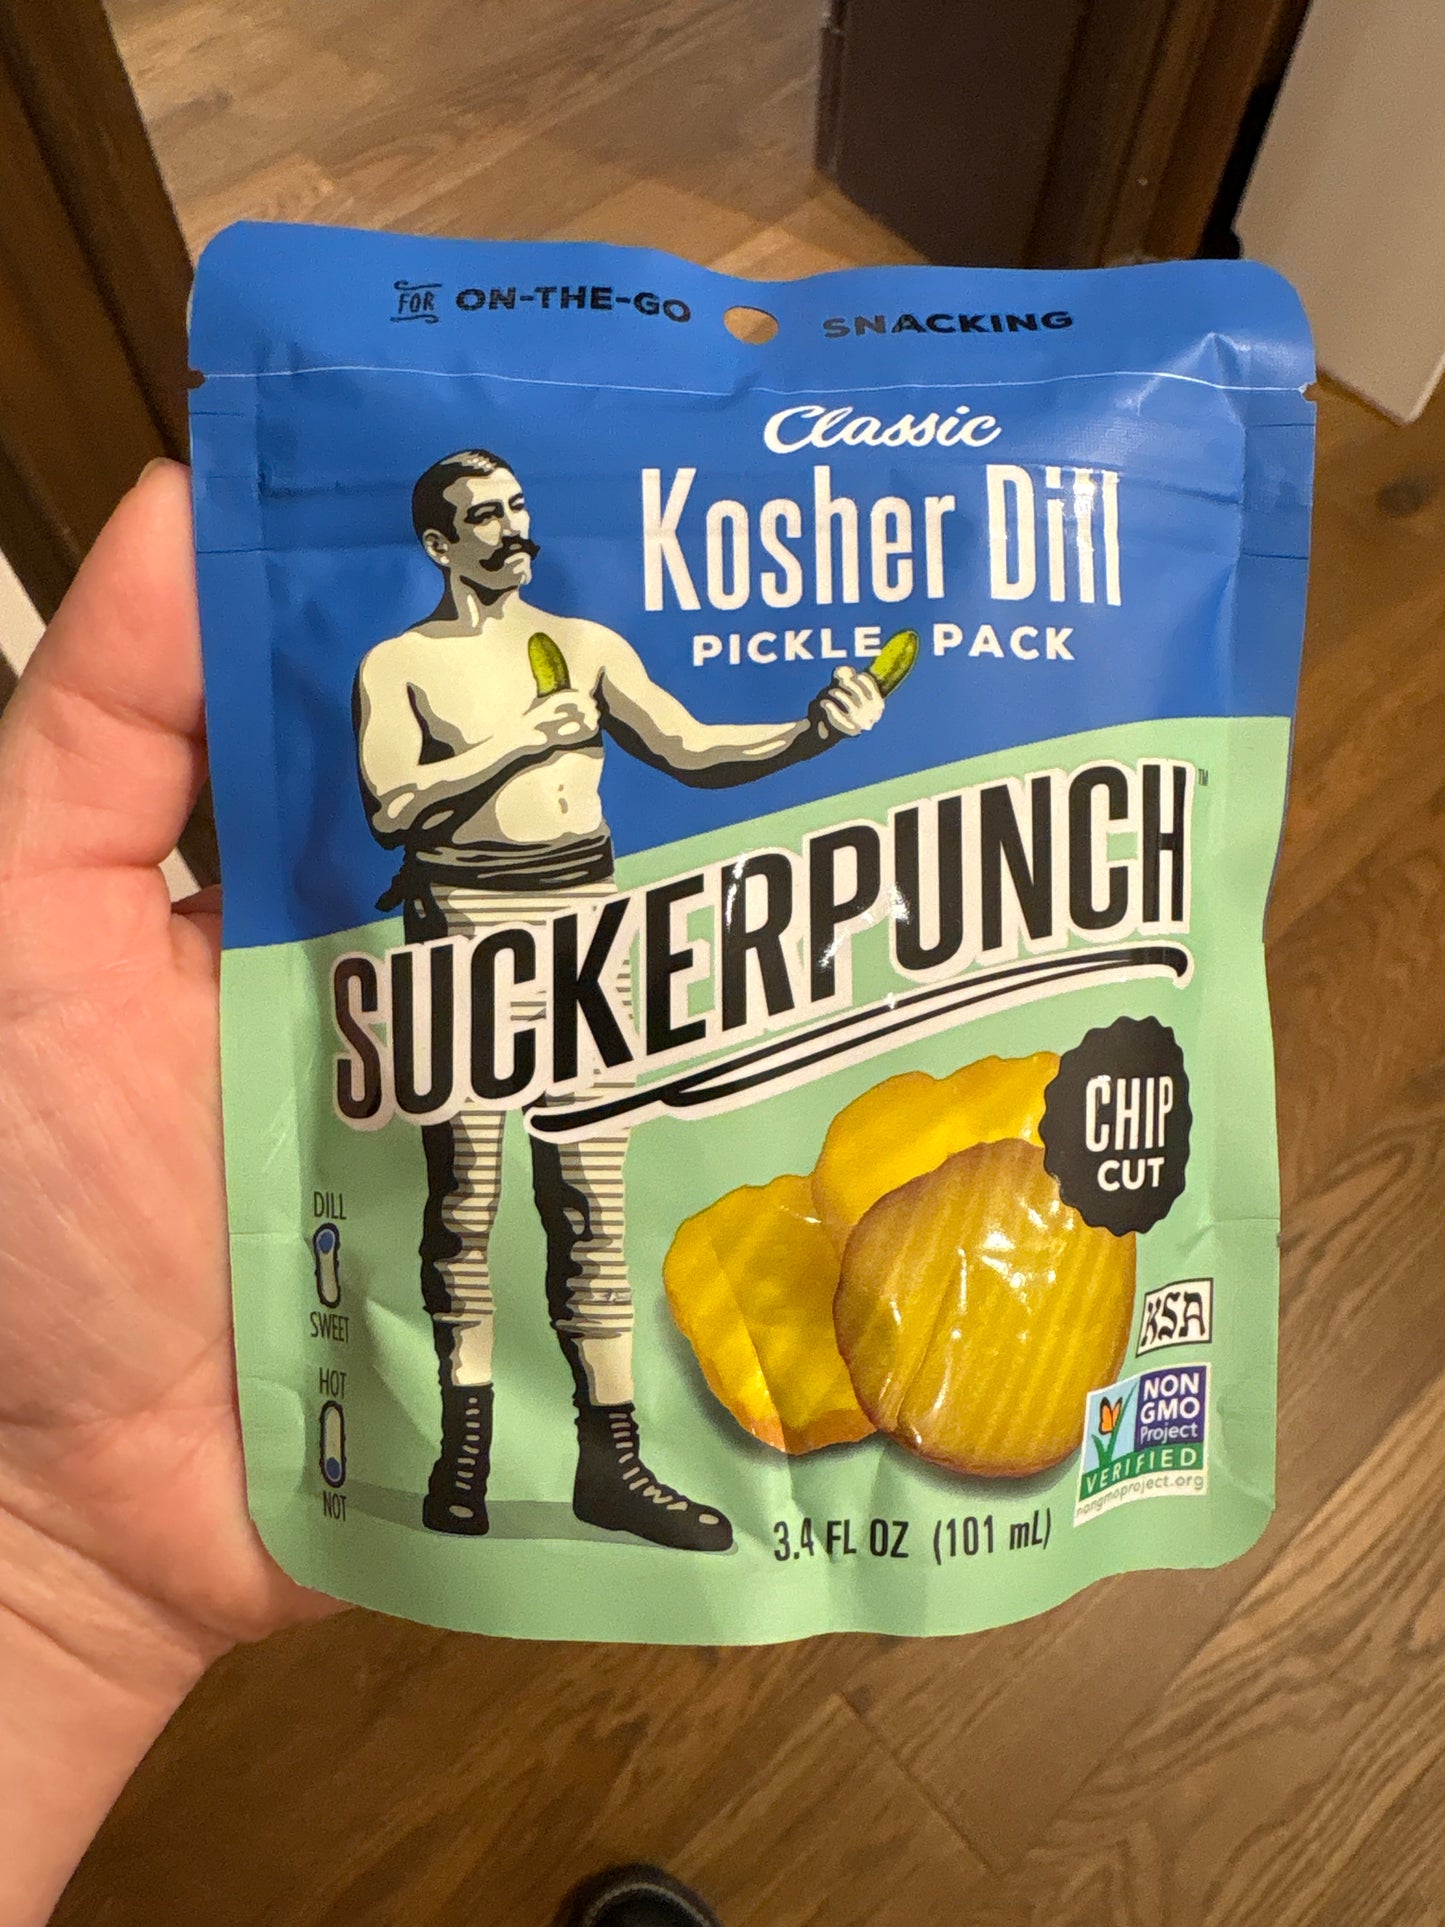 FOR ON-THE-GO SNACKING
Classic
Kosher Dill
PICKLE PACK
SUCKERPUNCH™
CHIP
CUT
DILL
SWEET
HOT
NOT
KSA
NON
GMO
Project
VERIFIED
nongmoproject.org
3.4 FL OZ (101 mL)